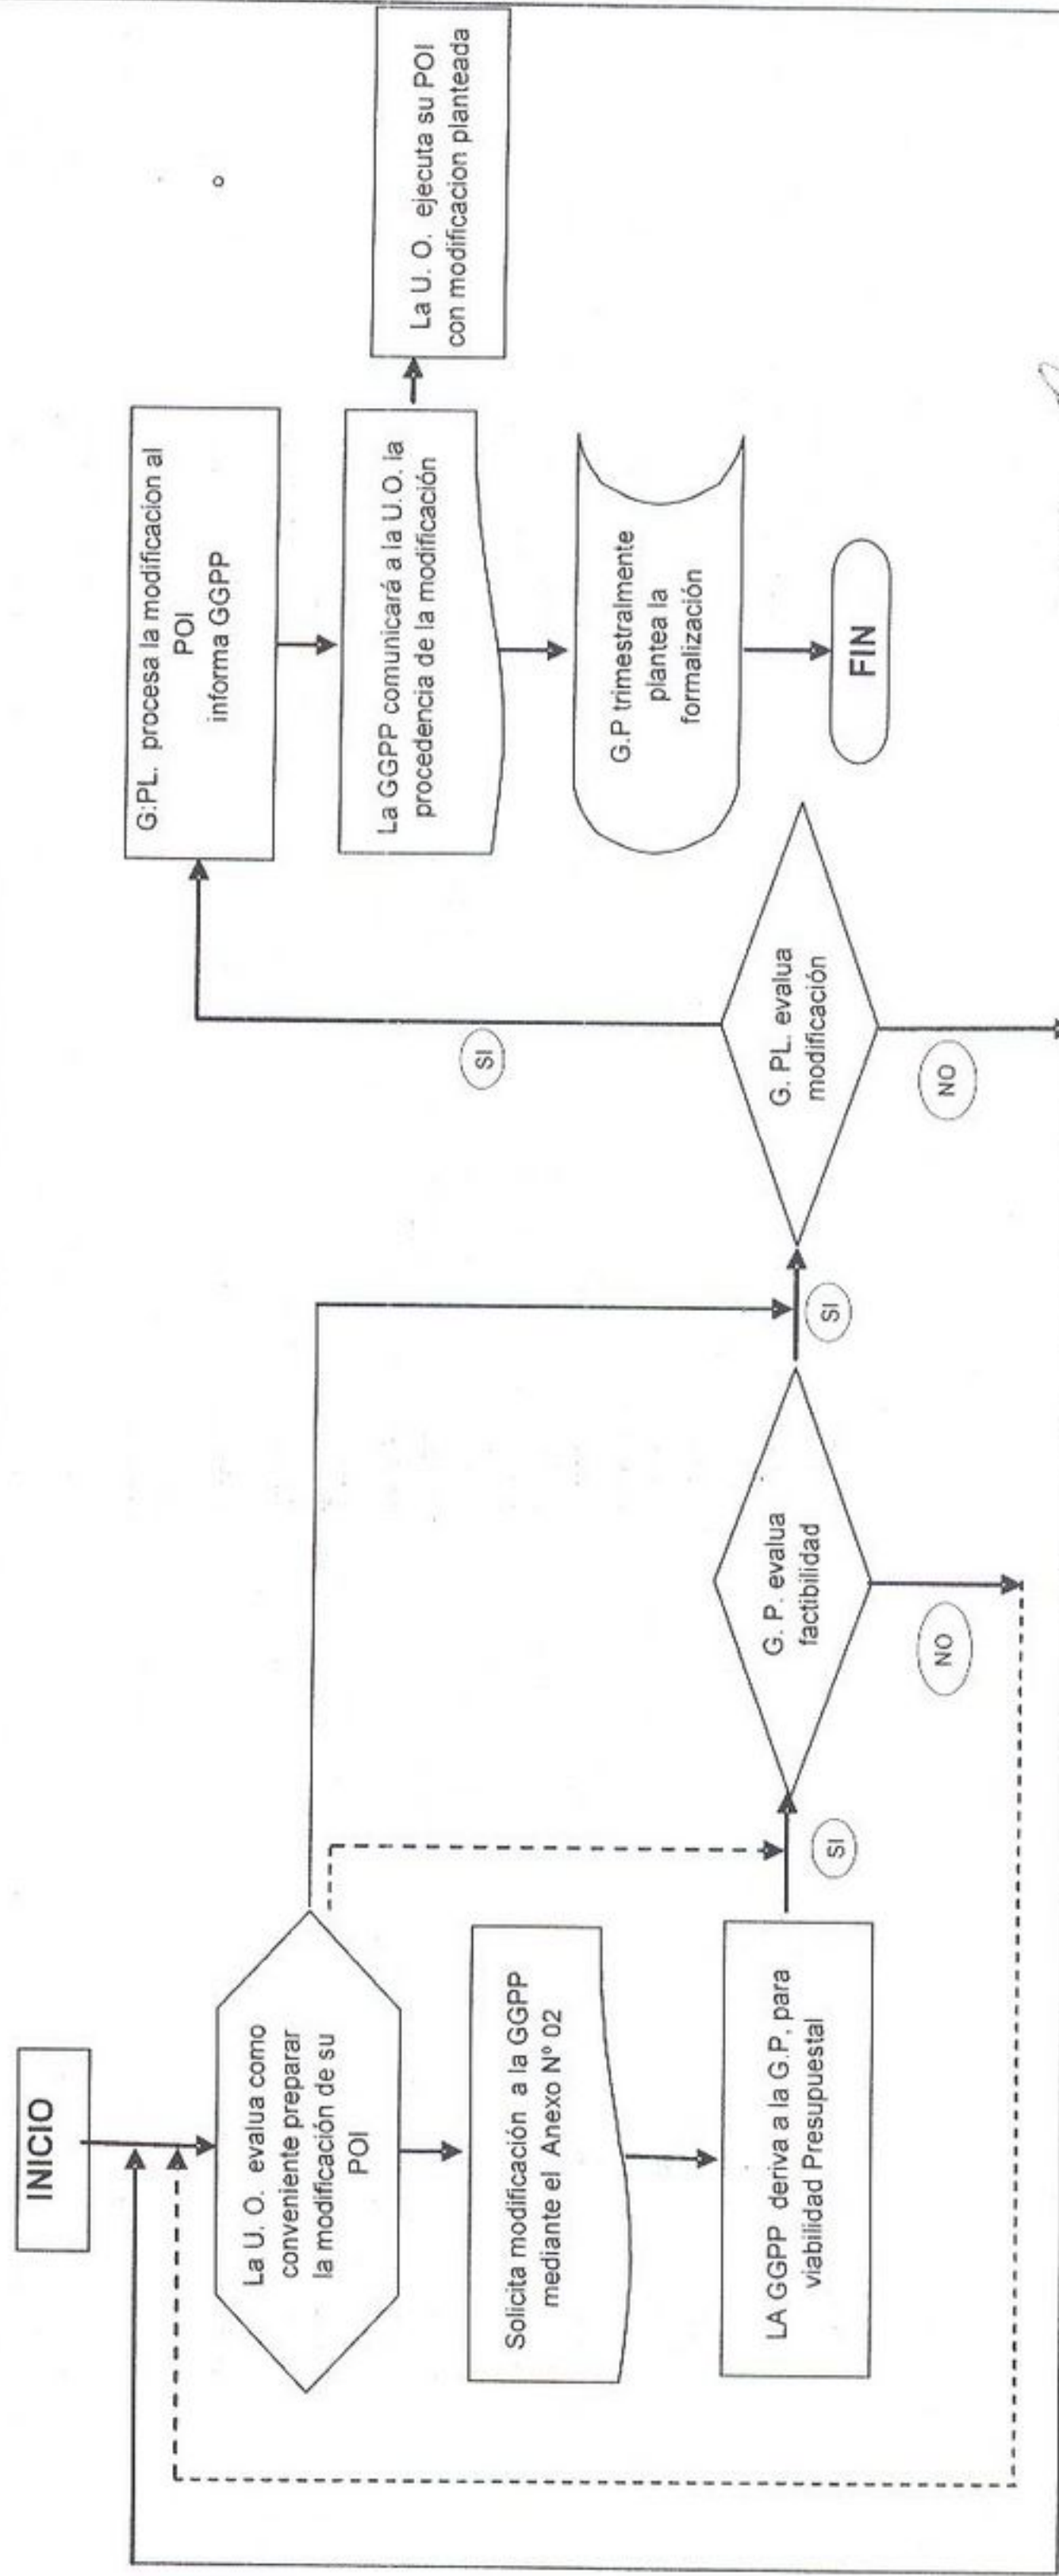 INICIO
La U. O. evalua como
conveniente preparar
la modificación de su
POI
Solicita modificación a la GGPP
mediante el Anexo Nº 02
LA GGPP deriva a la G.P, para
viabilidad Presupuestal
SI
G. P. evalua
factibilidad
NO
SI
G. PL. evalua
modificación
NO
SI
G:PL. procesa la modificacion al
POI
informa GGPP
La GGPP comunicará a la U.O. la
procedencia de la modificación
La U. O. ejecuta su POI
con modificacion planteada
G.P trimestralmente
plantea la
formalización
FIN